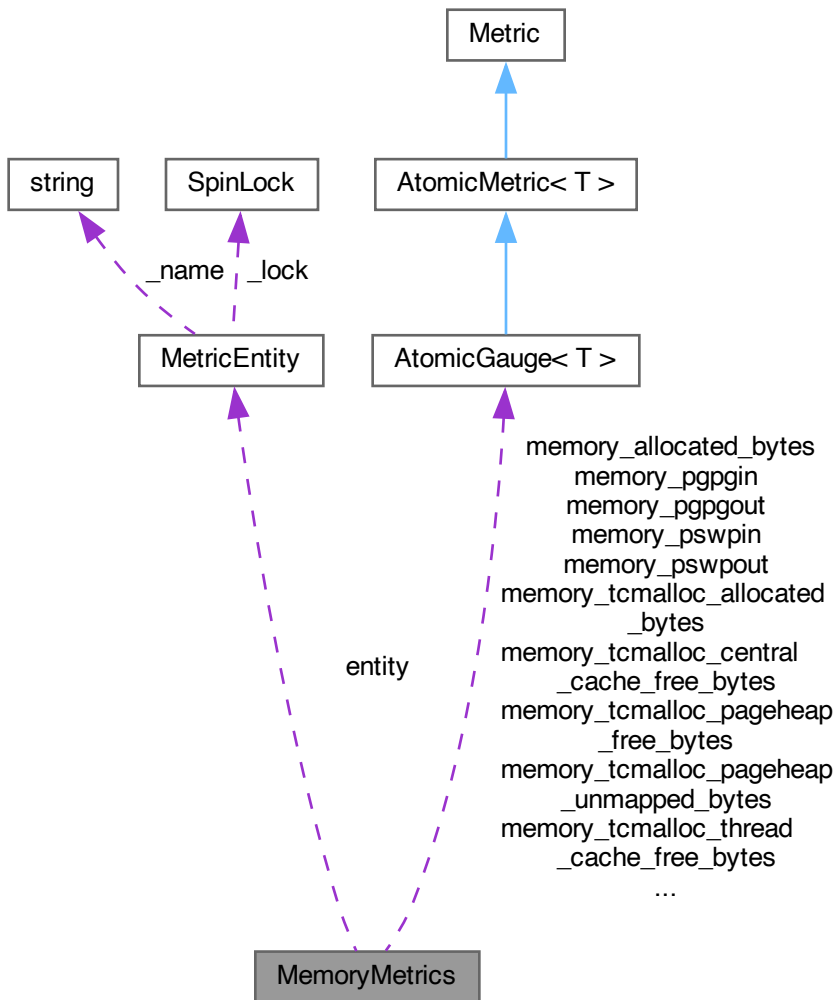 Metric
string
SpinLock
AtomicMetric< T >
_name
_lock
MetricEntity
AtomicGauge< T >
entity
memory_allocated_bytes
memory_pgpgin
memory_pgpgout
memory_pswpin
memory_pswpout
memory_tcmalloc_allocated
_bytes
memory_tcmalloc_central
_cache_free_bytes
memory_tcmalloc_pageheap
_free_bytes
memory_tcmalloc_pageheap
_unmapped_bytes
memory_tcmalloc_thread
_cache_free_bytes
...
MemoryMetrics